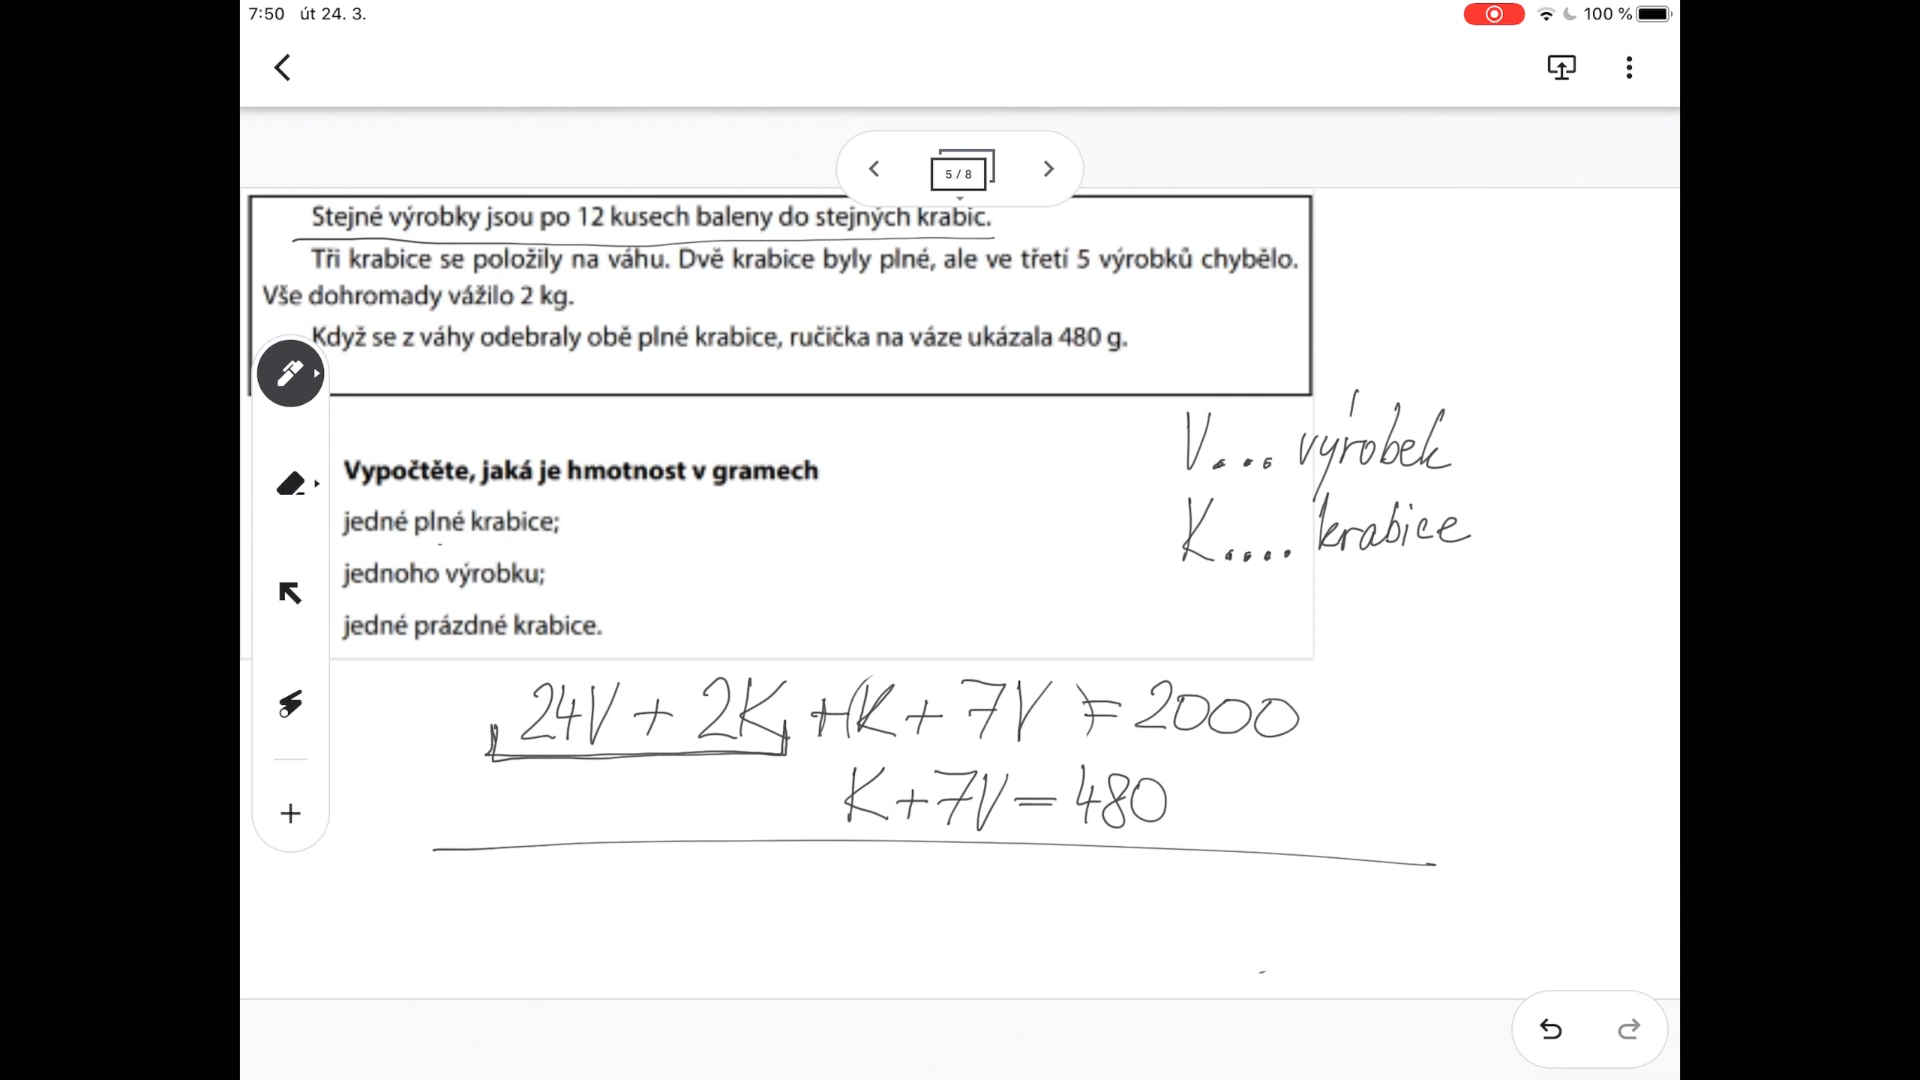 7:50 út 24. 3. 100 %
5 / 8
Stejné výrobky jsou po 12 kusech baleny do stejných krabic.
Tři krabice se položily na váhu. Dvě krabice byly plné, ale ve třetí 5 výrobků chybělo.
Vše dohromady vážilo 2 kg.
Když se z váhy odebraly obě plné krabice, ručička na váze ukázala 480 g.
V... výrobek
Vypočtěte, jaká je hmotnost v gramech
jedné plné krabice;
K.... krabice
jednoho výrobku;
jedné prázdné krabice.
24V + 2K +(K + 7V )= 2000
K+7V= 480